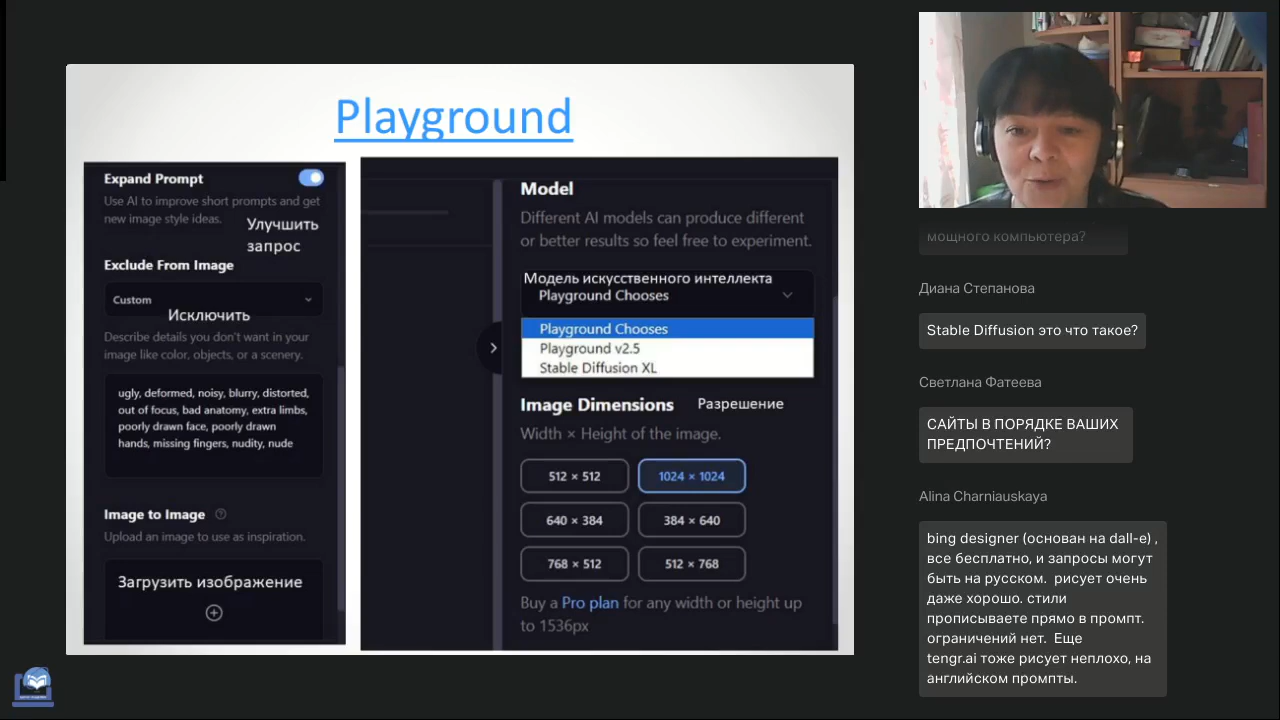 Playground
Expand Prompt
Use AI to improve short prompts and get
new image style ideas.
Улучшить
запрос
Exclude From Image
Custom
Исключить
Describe details you don't want in your
image like color, objects, or a scenery.
ugly, deformed, noisy, blurry, distorted,
out of focus, bad anatomy, extra limbs,
poorly drawn face, poorly drawn
hands, missing fingers, nudity, nude
Image to Image
Upload an image to use as inspiration.
Загрузить изображение
Model
Different AI models can produce different
or better results so feel free to experiment.
Модель искусственного интеллекта
Playground Chooses
Playground Chooses
Playground v2.5
Stable Diffusion XL
Image Dimensions Разрешение
Width × Height of the image.
512 × 512 1024 × 1024
640 × 384 384 × 640
768 × 512 512 × 768
Buy a Pro plan for any width or height up
to 1536px
мощного компьютера?
Диана Степанова
Stable Diffusion это что такое?
Светлана Фатеева
САЙТЫ В ПОРЯДКЕ ВАШИХ
ПРЕДПОЧТЕНИЙ?
Alina Charniauskaya
bing designer (основан на dall-e) ,
все бесплатно, и запросы могут
быть на русском. рисует очень
даже хорошо. стили
прописываете прямо в промпт.
ограничений нет. Еще
tengr.ai тоже рисует неплохо, на
английском промпты.